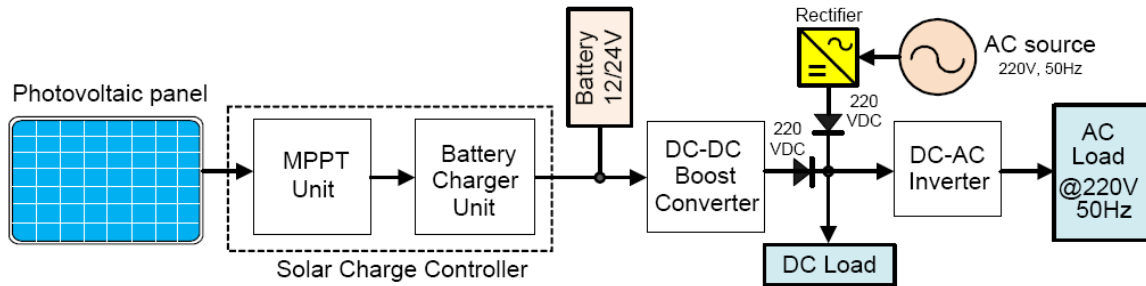 Photovoltaic panel
MPPT
Unit
Battery
Charger
Unit
Solar Charge Controller
Battery
12/24V
DC-DC
Boost
Converter
220
VDC
Rectifier
220
VDC
AC source
220V, 50Hz
DC Load
DC-AC
Inverter
AC
Load
@220V
50Hz